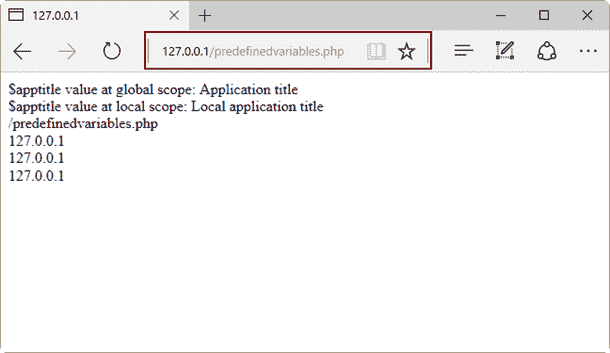 127.0.0.1
127.0.0.1/predefinedvariables.php
$apptitle value at global scope: Application title
$apptitle value at local scope: Local application title
/predefinedvariables.php
127.0.0.1
127.0.0.1
127.0.0.1